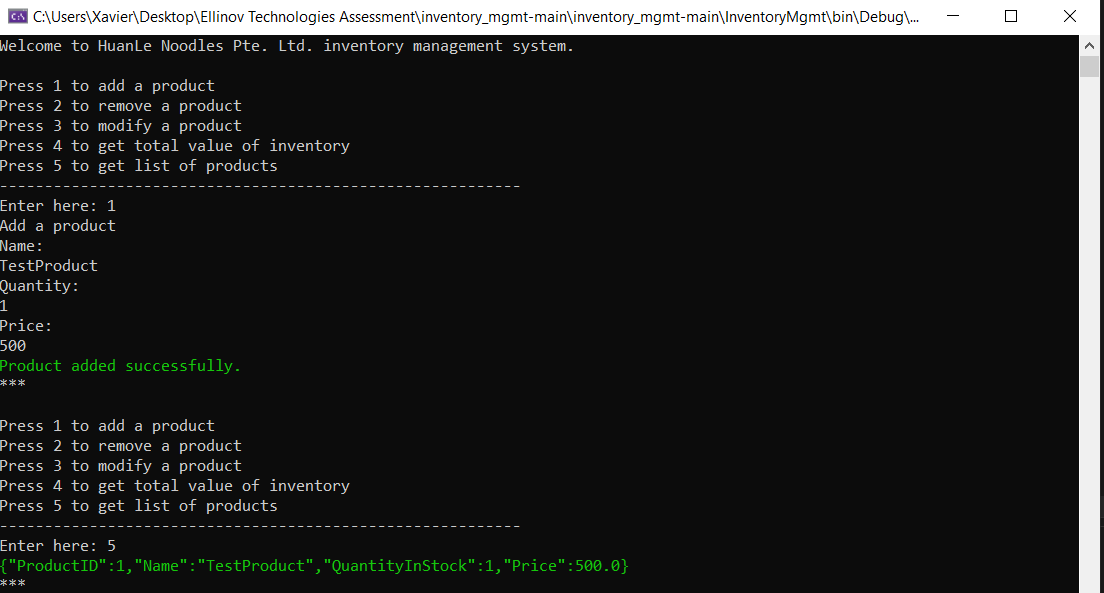 C:\Users\Xavier\Desktop\Ellinov Technologies Assessment\inventory_mgmt-main\inventory_mgmt-main\InventoryMgmt\bin\Debug\...
Welcome to HuanLe Noodles Pte. Ltd. inventory management system.
Press 1 to add a product
Press 2 to remove a product
Press 3 to modify a product
Press 4 to get total value of inventory
Press 5 to get list of products
----------------------------------------------------------
Enter here: 1
Add a product
Name:
TestProduct
Quantity:
1
Price:
500
Product added successfully.
***
Press 1 to add a product
Press 2 to remove a product
Press 3 to modify a product
Press 4 to get total value of inventory
Press 5 to get list of products
----------------------------------------------------------
Enter here: 5
{"ProductID":1,"Name":"TestProduct","QuantityInStock":1,"Price":500.0}
***